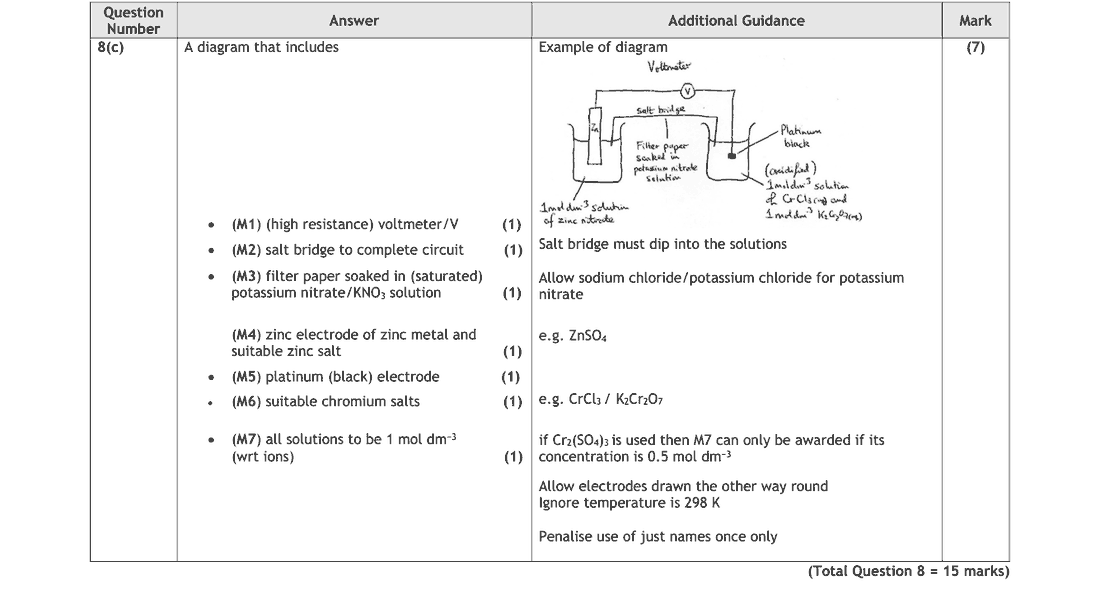 Question Number
Answer
Additional Guidance
Mark
8(c)
A diagram that includes
Example of diagram
(7)
Voltmeter
V
salt bridge
Zn
Filter paper
soaked in
potassium nitrate
solution
Platinum
black
(acidified)
1 mol dm⁻³ solution
of CrCl₃(aq) and
1 mol dm⁻³ K₂Cr₂O₇(aq)
1 mol dm⁻³ solution
of zinc nitrate
• (M1) (high resistance) voltmeter/V (1)
• (M2) salt bridge to complete circuit (1)
Salt bridge must dip into the solutions
• (M3) filter paper soaked in (saturated)
potassium nitrate/KNO₃ solution (1)
Allow sodium chloride/potassium chloride for potassium
nitrate
(M4) zinc electrode of zinc metal and
suitable zinc salt (1)
e.g. ZnSO₄
• (M5) platinum (black) electrode (1)
• (M6) suitable chromium salts (1)
e.g. CrCl₃ / K₂Cr₂O₇
• (M7) all solutions to be 1 mol dm⁻³
(wrt ions) (1)
if Cr₂(SO₄)₃ is used then M7 can only be awarded if its
concentration is 0.5 mol dm⁻³
Allow electrodes drawn the other way round
Ignore temperature is 298 K
Penalise use of just names once only
(Total Question 8 = 15 marks)